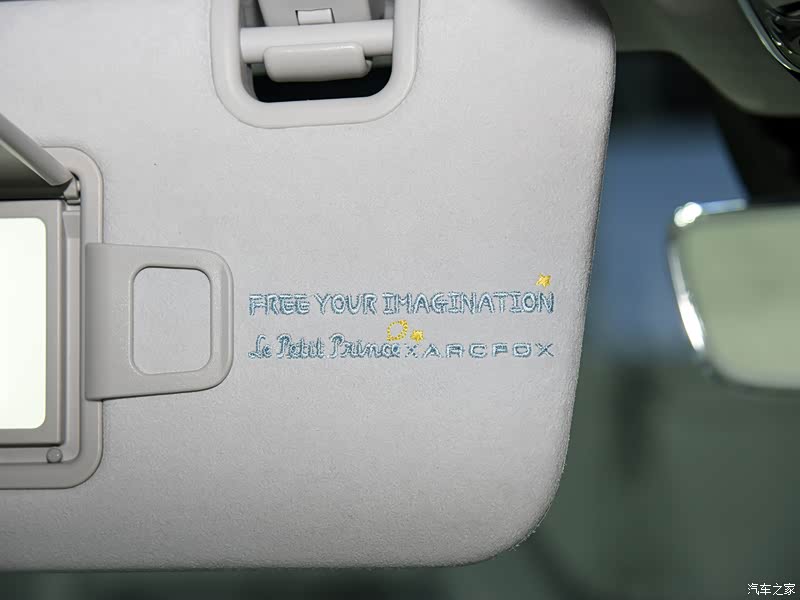 FREE YOUR IMAGINATION
Le Petit Prince x ARCFOX
汽车之家